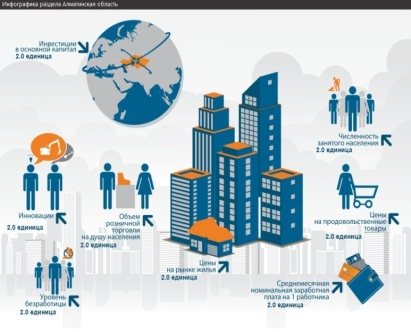 Инфографика раздела Алматинская область
Инвестиции
в основной капитал
2.0 единица
Численность
занятого населения
2.0 единица
Инновации
2.0 единица
Объем
розничной
торговли
на душу населения
2.0 единица
Цены
на продовольственные
товары
2.0 единица
Уровень
безработицы
2.0 единица
Цены
на рынке жилья
2.0 единица
Среднемесячная
номинальная заработная
плата на 1 работника
2.0 единица